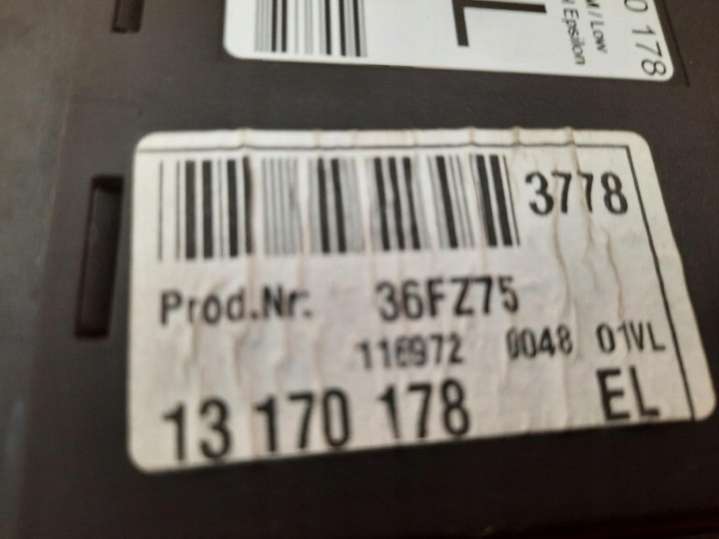 0 178
M / Low
Epsilon
L
3778
Prod.Nr. 36FZ75
116972 0048 01VL
13 170 178 EL